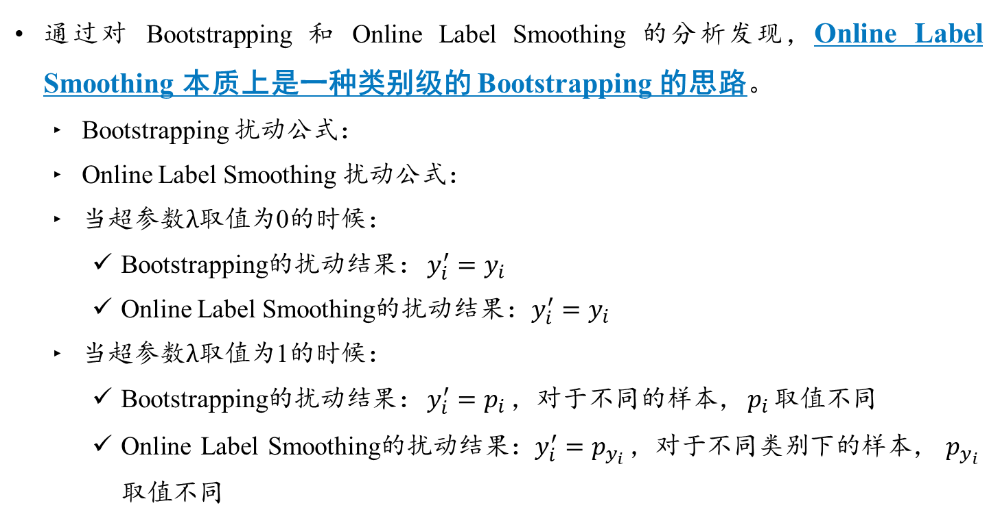 • 通过对 Bootstrapping 和 Online Label Smoothing 的分析发现，Online Label
Smoothing 本质上是一种类别级的 Bootstrapping 的思路。
‣ Bootstrapping 扰动公式：
‣ Online Label Smoothing 扰动公式：
‣ 当超参数λ取值为0的时候：
✓ Bootstrapping的扰动结果：$y_i' = y_i$
✓ Online Label Smoothing的扰动结果：$y_i' = y_i$
‣ 当超参数λ取值为1的时候：
✓ Bootstrapping的扰动结果：$y_i' = p_i$，对于不同的样本，$p_i$ 取值不同
✓ Online Label Smoothing的扰动结果：$y_i' = p_{y_i}$，对于不同类别下的样本，$p_{y_i}$
取值不同